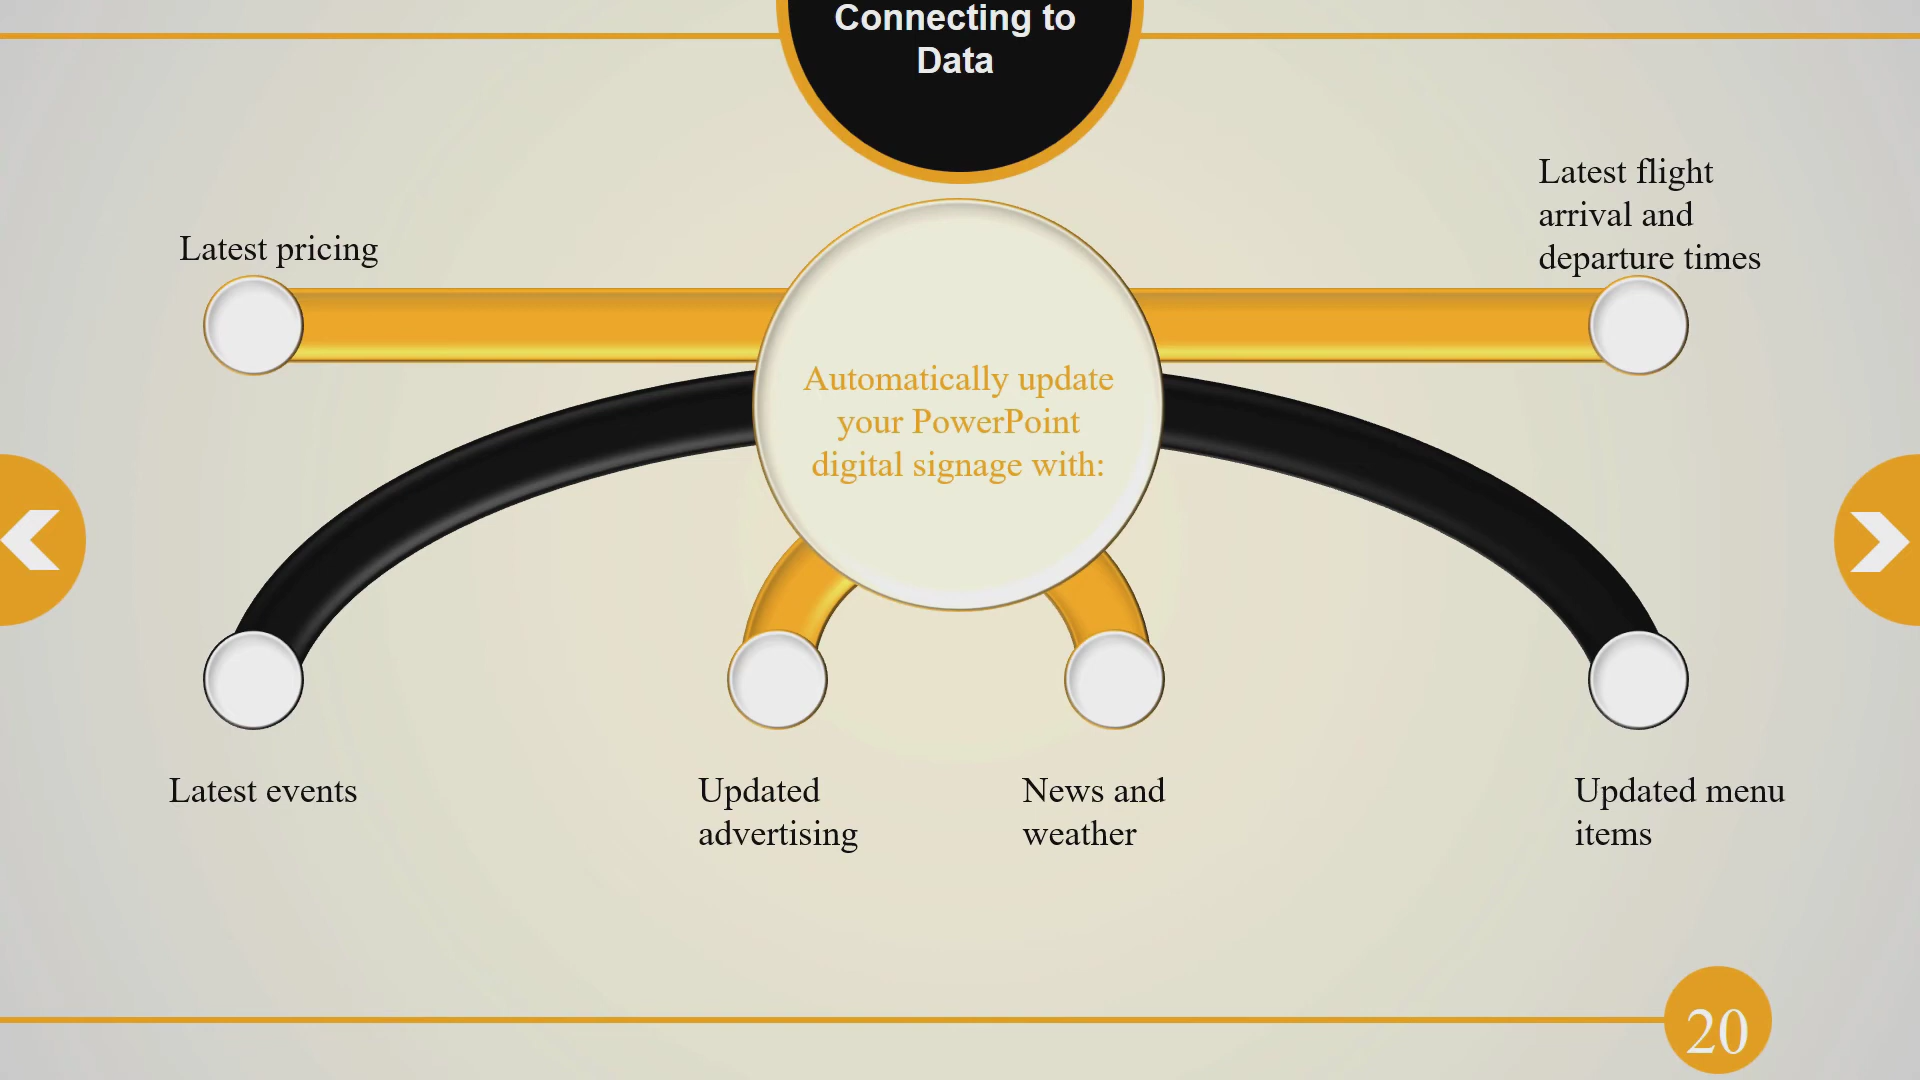 Connecting to
Data
Latest flight
arrival and
departure times
Latest pricing
Automatically update
your PowerPoint
digital signage with:
Latest events
Updated
advertising
News and
weather
Updated menu
items
20